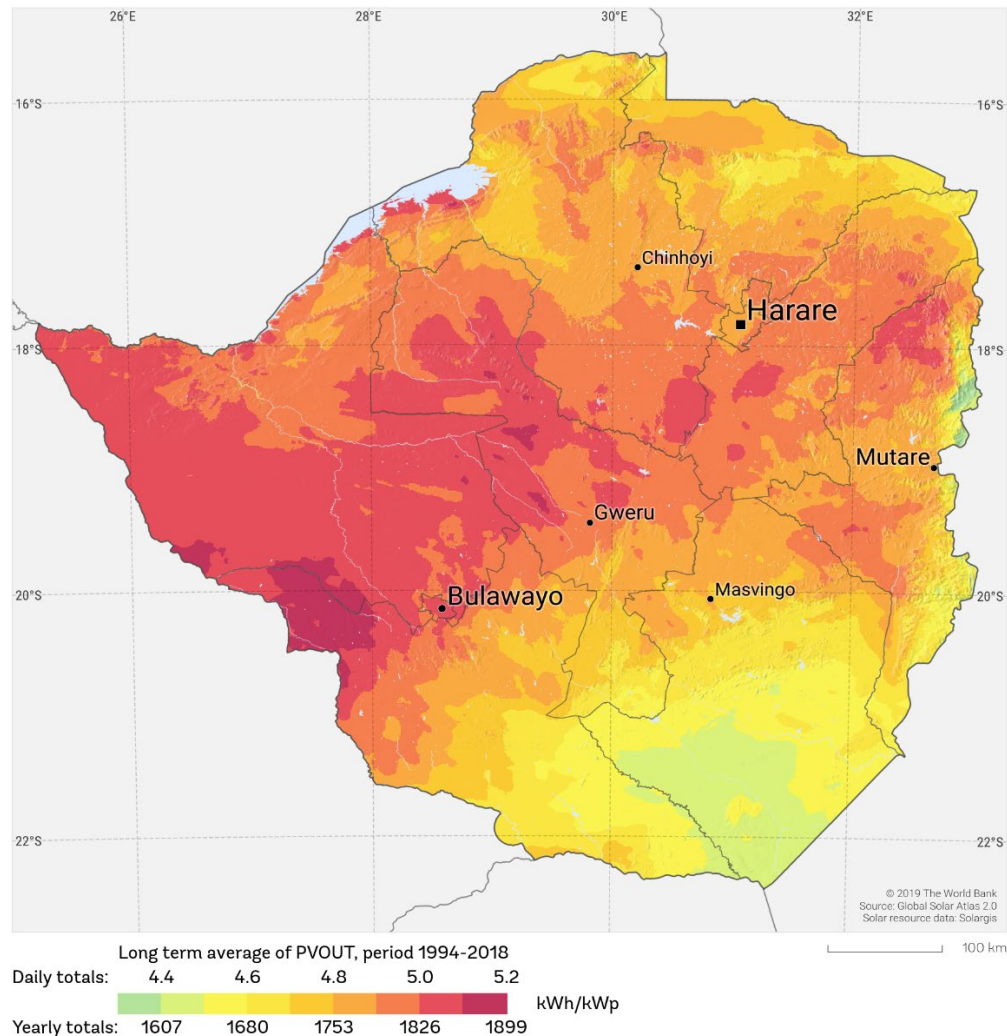 26°E 28°E 30°E 32°E
16°S 16°S
Chinhoyi
Harare
18°S 18°S
Mutare
Gweru
20°S Bulawayo Masvingo 20°S
22°S 22°S
© 2019 The World Bank
Source: Global Solar Atlas 2.0
Solar resource data: Solargis
100 km
Long term average of PVOUT, period 1994-2018
Daily totals: 4.4 4.6 4.8 5.0 5.2
kWh/kWp
Yearly totals: 1607 1680 1753 1826 1899